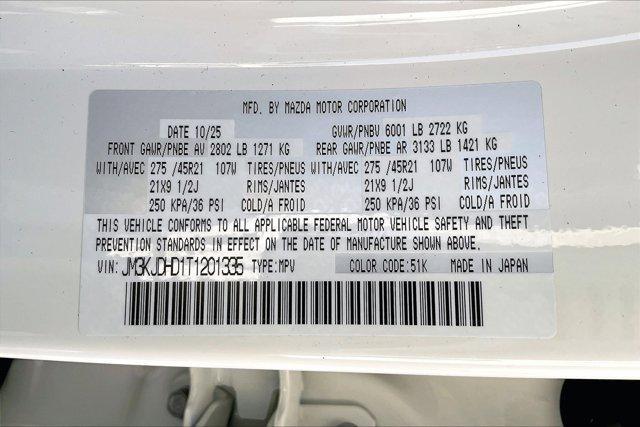 MFD. BY MAZDA MOTOR CORPORATION
DATE 10/25 GVWR/PNBV 6001 LB 2722 KG
FRONT GAWR/PNBE AV 2802 LB 1271 KG REAR GAWR/PNBE AR 3133 LB 1421 KG
WITH/AVEC 275 /45R21 107W TIRES/PNEUS WITH/AVEC 275 /45R21 107W TIRES/PNEUS
21X9 1/2J RIMS/JANTES 21X9 1/2J RIMS/JANTES
250 KPA/36 PSI COLD/A FROID 250 KPA/36 PSI COLD/A FROID
THIS VEHICLE CONFORMS TO ALL APPLICABLE FEDERAL MOTOR VEHICLE SAFETY AND THEFT
PREVENTION STANDARDS IN EFFECT ON THE DATE OF MANUFACTURE SHOWN ABOVE.
VIN: JM3KJDHD1T1201335 TYPE:MPV COLOR CODE:51K MADE IN JAPAN